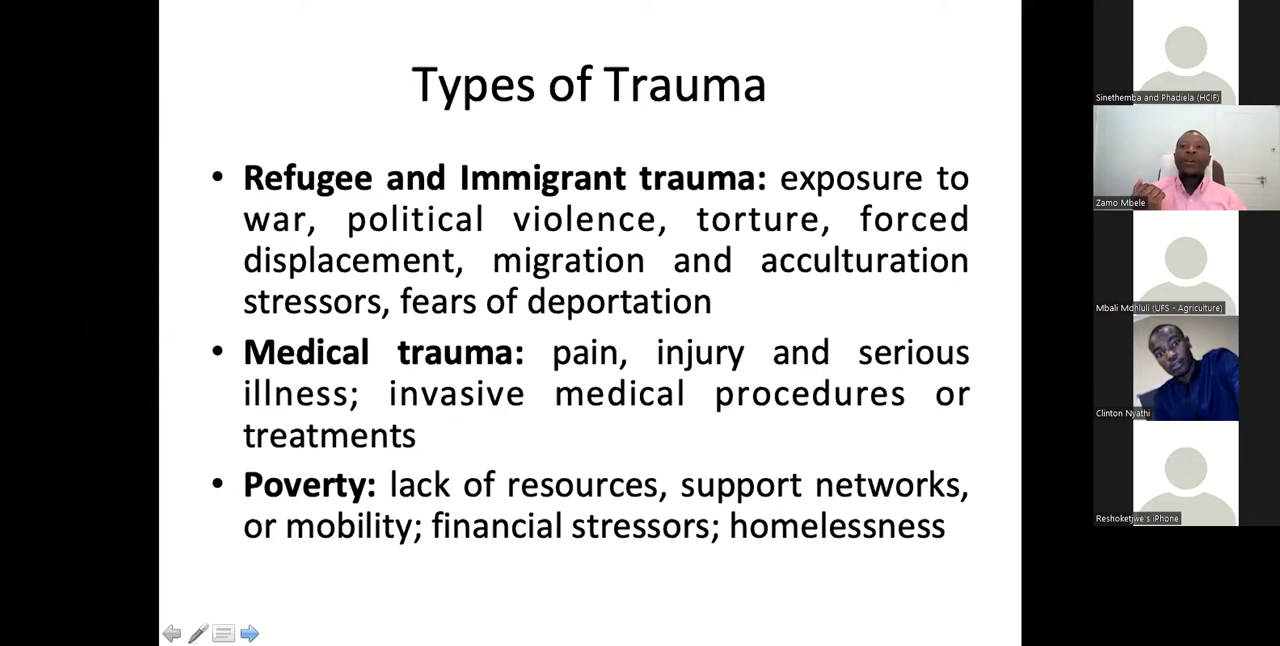 Types of Trauma
• Refugee and Immigrant trauma: exposure to
war, political violence, torture, forced
displacement, migration and acculturation
stressors, fears of deportation
• Medical trauma: pain, injury and serious
illness; invasive medical procedures or
treatments
• Poverty: lack of resources, support networks,
or mobility; financial stressors; homelessness
Sinethemba and Phadiela (HCIF)
Zamo Mbele
Mbali Mdhluli (UFS - Agriculture)
Clinton Nyathi
Reshoketjwe's iPhone